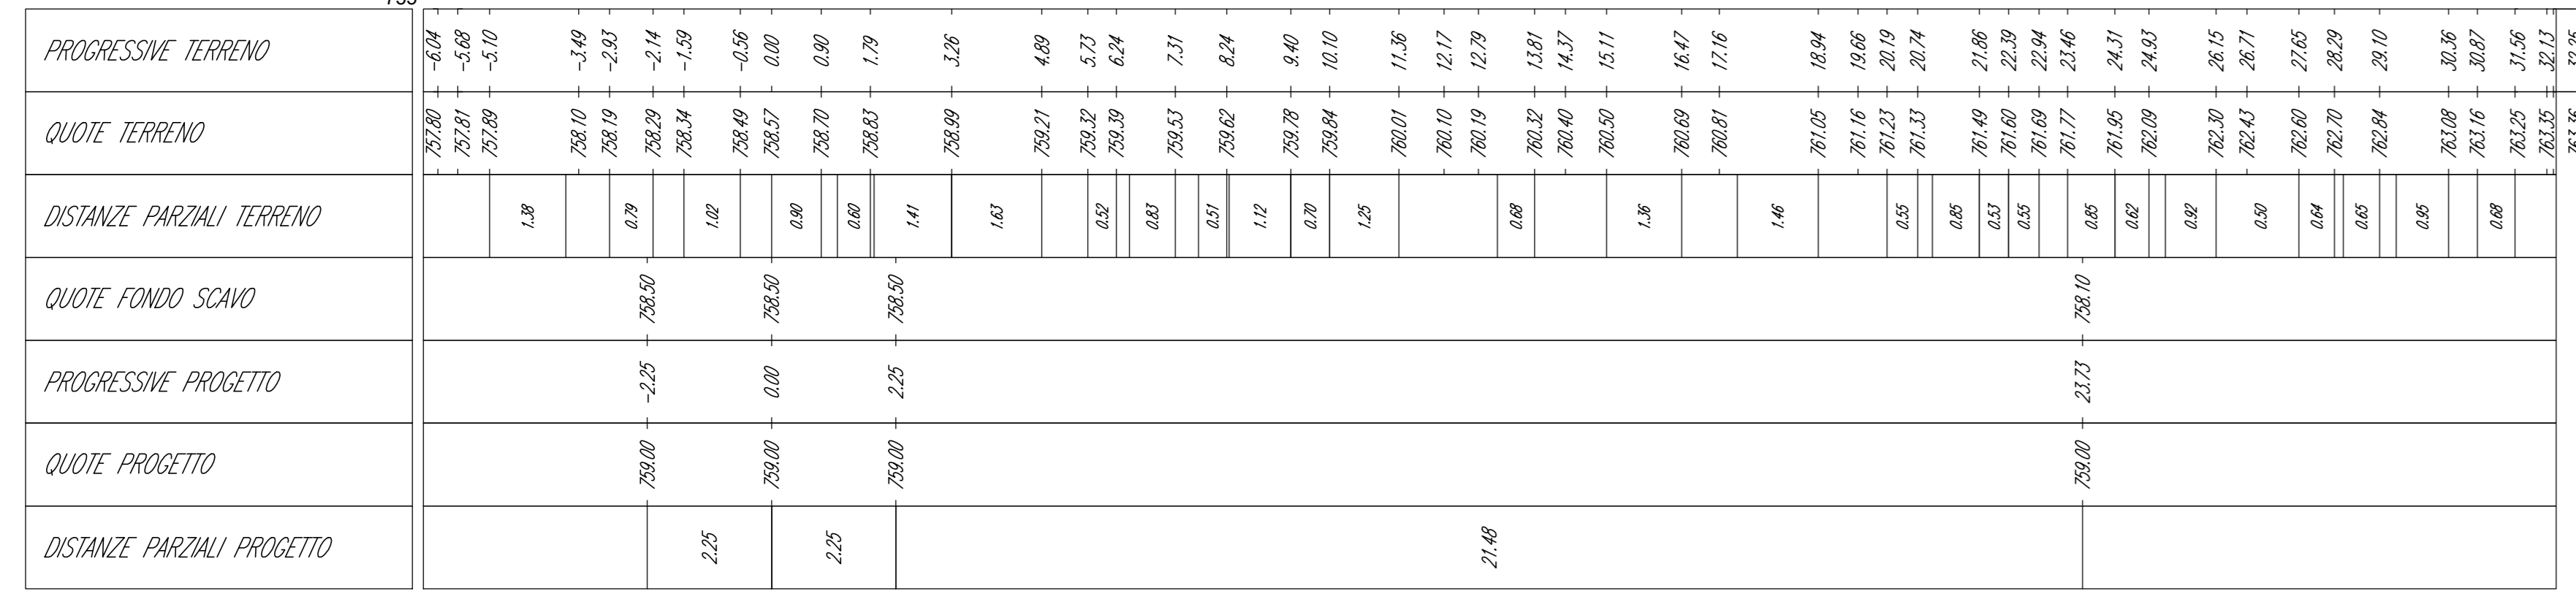 PROGRESSIVE TERRENO -6.04 -5.68 -5.10 -3.49 -2.93 -2.14 -1.59 -0.56 0.00 0.90 1.79 3.26 4.89 5.73 6.24 7.31 8.24 9.40 10.10 11.36 12.17 12.79 13.81 14.37 15.11 16.47 17.16 18.94 19.66 20.19 20.74 21.86 22.39 22.94 23.46 24.31 24.93 26.15 26.71 27.65 28.29 29.10 30.36 30.87 31.56 32.13
QUOTE TERRENO 757.80 757.81 757.89 758.10 758.19 758.29 758.34 758.49 758.57 758.70 758.83 758.99 759.21 759.32 759.39 759.53 759.62 759.78 759.84 760.01 760.10 760.19 760.32 760.40 760.50 760.69 760.81 761.05 761.16 761.23 761.33 761.49 761.60 761.69 761.77 761.95 762.09 762.30 762.43 762.60 762.70 762.84 763.08 763.16 763.25 763.35
DISTANZE PARZIALI TERRENO 1.38 0.79 1.02 0.90 0.60 1.41 1.63 0.52 0.83 0.51 1.12 0.70 1.25 0.68 1.36 1.46 0.55 0.85 0.53 0.55 0.85 0.62 0.92 0.50 0.64 0.65 0.95 0.68
QUOTE FONDO SCAVO 758.50 758.50 758.50 758.10
PROGRESSIVE PROGETTO -2.25 0.00 2.25 23.73
QUOTE PROGETTO 759.00 759.00 759.00 759.00
DISTANZE PARZIALI PROGETTO 2.25 2.25 21.48